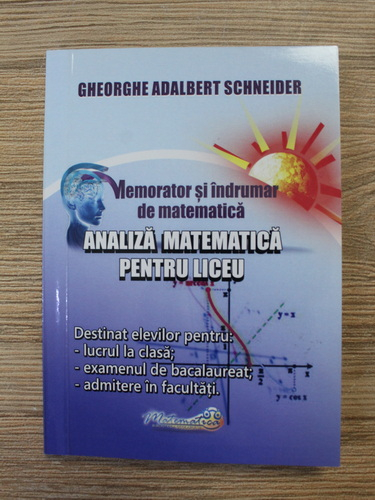 GHEORGHE ADALBERT SCHNEIDER
Memorator și îndrumar
de matematică
ANALIZĂ MATEMATICĂ
PENTRU LICEU
π
y = x
Destinat elevilor pentru:
- lucrul la clasă;
- examenul de bacalaureat;
- admitere în facultăți.
π/2
π
y = cos x